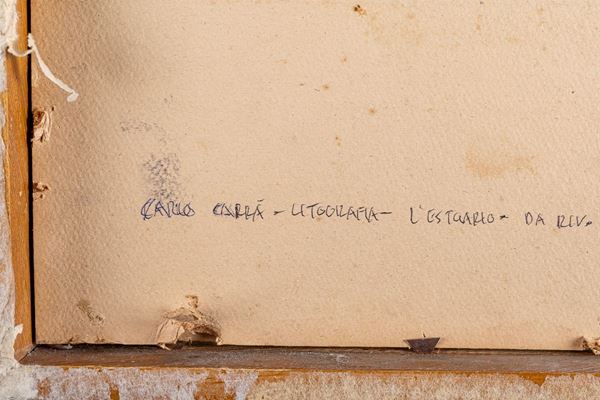 CARLO CARRÀ - LITOGRAFIA - L'ESTUARIO - DA RIV.